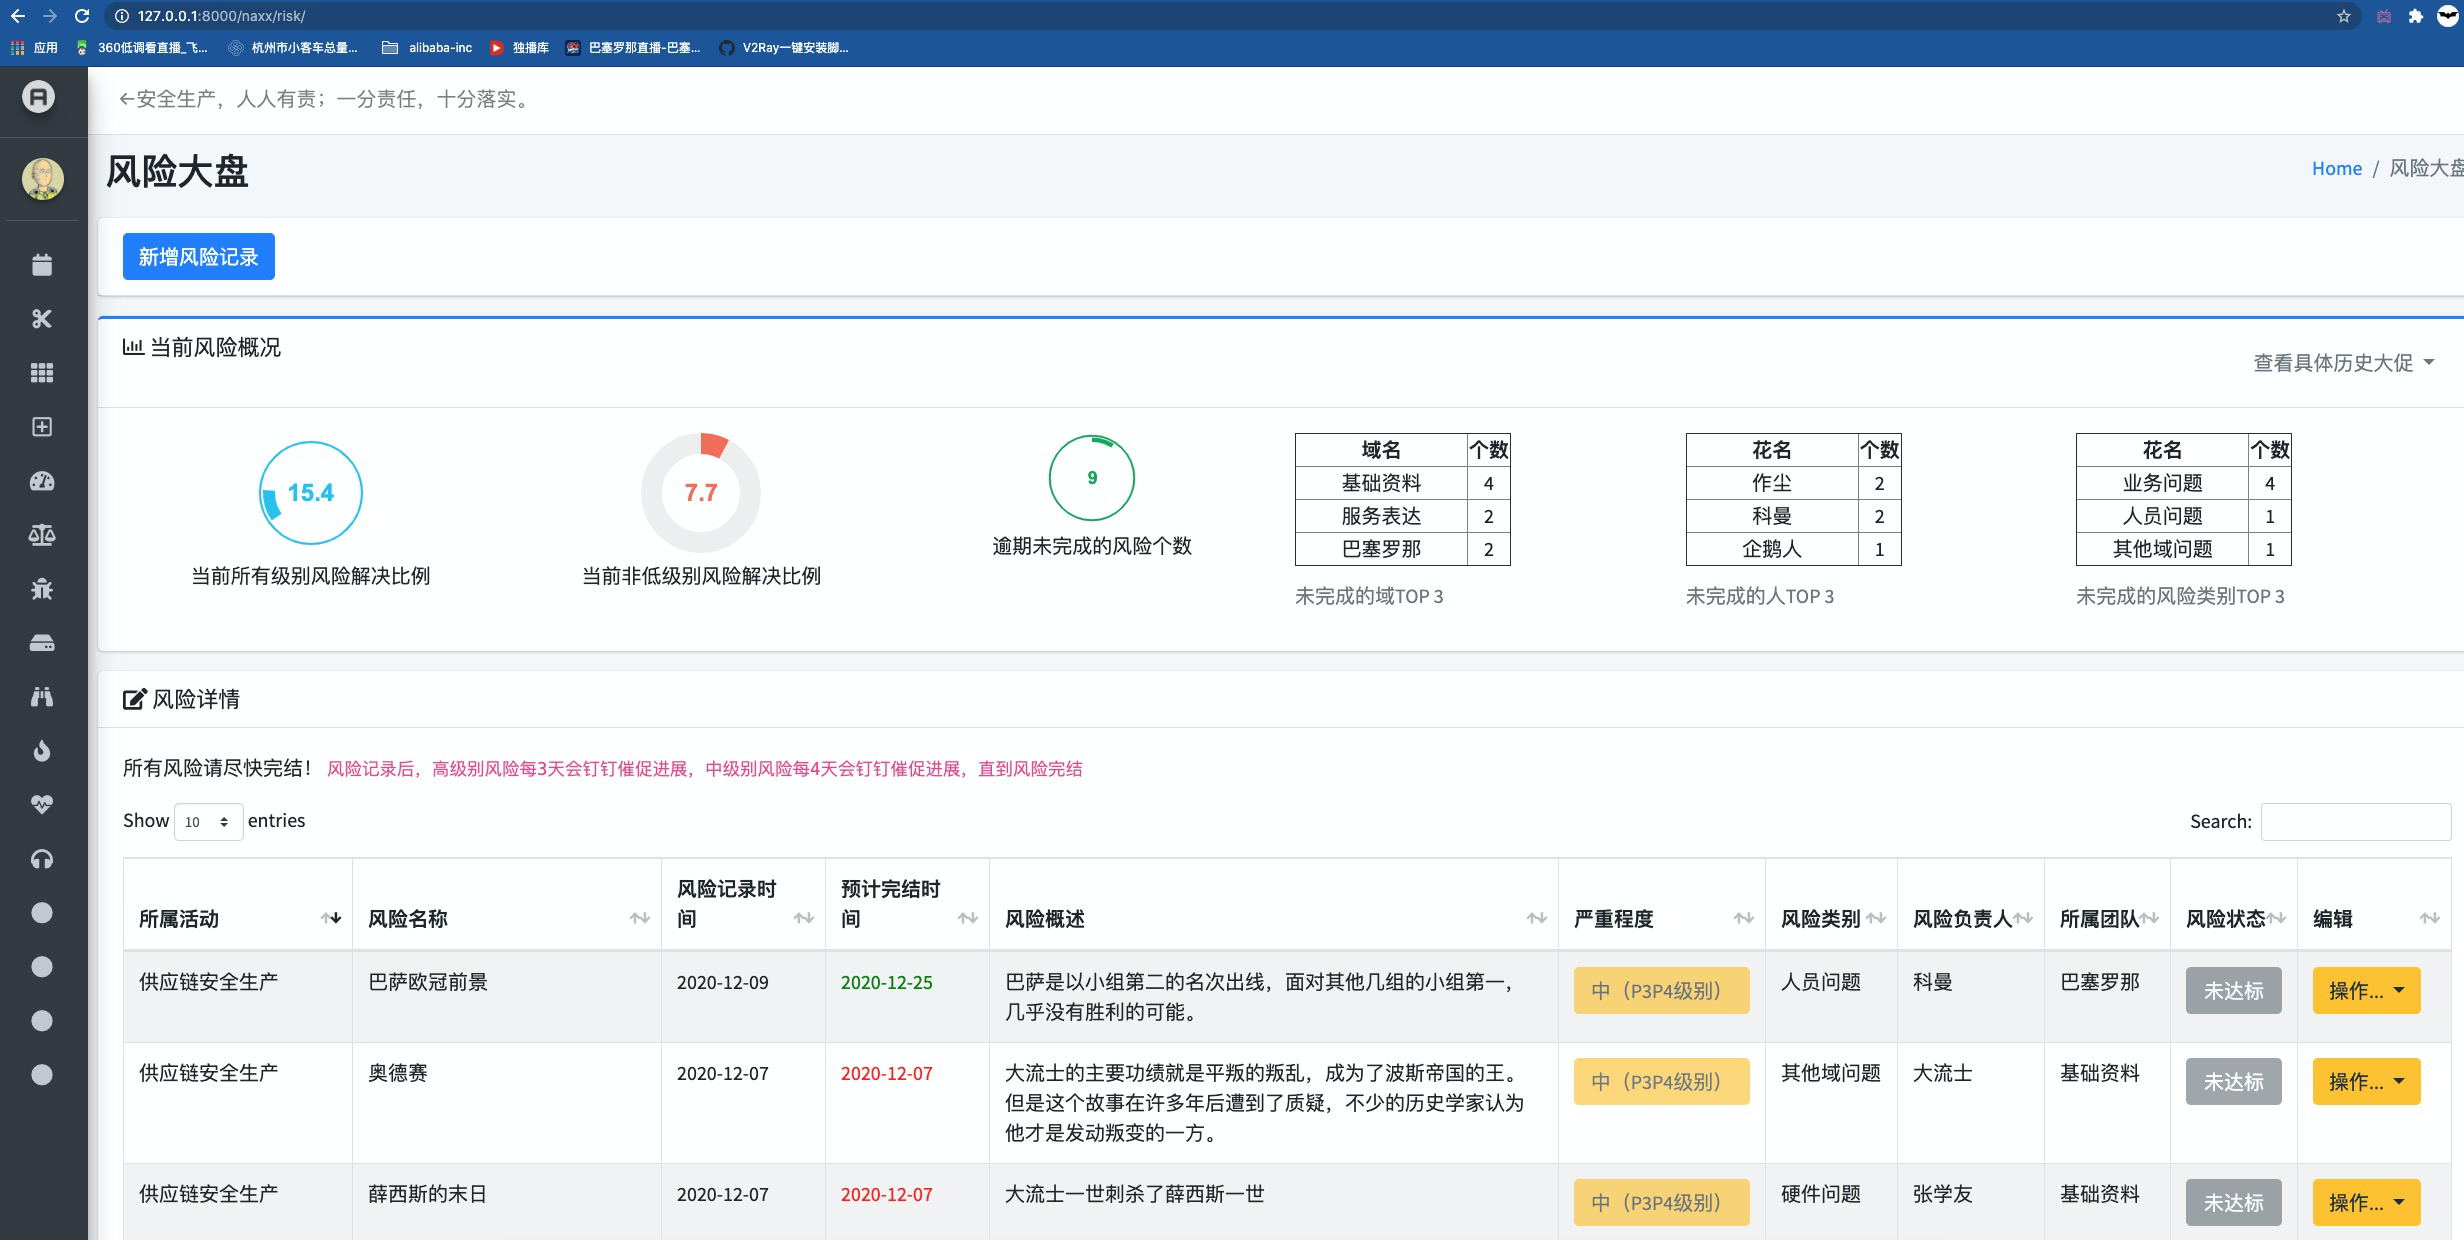 127.0.0.1:8000/naxx/risk/
应用
360低调看直播_飞...
杭州市小客车总量...
alibaba-inc
独播库
巴塞罗那直播-巴塞...
V2Ray一键安装脚...
←安全生产，人人有责；一分责任，十分落实。
风险大盘
Home / 风险大盘
新增风险记录
当前风险概况
查看具体历史大促
15.4
当前所有级别风险解决比例
7.7
当前非低级别风险解决比例
9
逾期未完成的风险个数
域名 个数
基础资料 4
服务表达 2
巴塞罗那 2
未完成的域TOP 3
花名 个数
作尘 2
科曼 2
企鹅人 1
未完成的人TOP 3
花名 个数
业务问题 4
人员问题 1
其他域问题 1
未完成的风险类别TOP 3
风险详情
所有风险请尽快完结！ 风险记录后，高级别风险每3天会钉钉催促进展，中级别风险每4天会钉钉催促进展，直到风险完结
Show 10 entries
Search:
所属活动
风险名称
风险记录时
间
预计完结时
间
风险概述
严重程度
风险类别
风险负责人
所属团队
风险状态
编辑
供应链安全生产
巴萨欧冠前景
2020-12-09
2020-12-25
巴萨是以小组第二的名次出线，面对其他几组的小组第一，
几乎没有胜利的可能。
中（P3P4级别）
人员问题
科曼
巴塞罗那
未达标
操作...
供应链安全生产
奥德赛
2020-12-07
2020-12-07
大流士的主要功绩就是平叛的叛乱，成为了波斯帝国的王。
但是这个故事在许多年后遭到了质疑，不少的历史学家认为
他才是发动叛变的一方。
中（P3P4级别）
其他域问题
大流士
基础资料
未达标
操作...
供应链安全生产
薛西斯的末日
2020-12-07
2020-12-07
大流士一世刺杀了薛西斯一世
中（P3P4级别）
硬件问题
张学友
基础资料
未达标
操作...